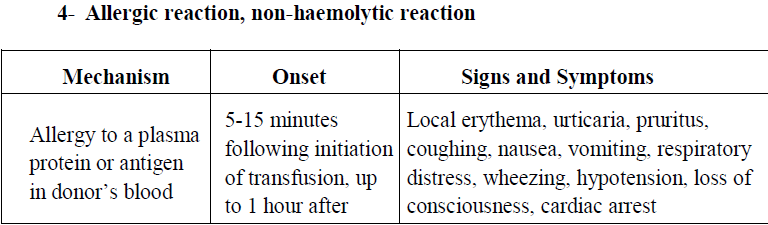 4- Allergic reaction, non-haemolytic reaction
Mechanism
Onset
Signs and Symptoms
Allergy to a plasma
protein or antigen
in donor's blood
5-15 minutes
following initiation
of transfusion, up
to 1 hour after
Local erythema, urticaria, pruritus,
coughing, nausea, vomiting, respiratory
distress, wheezing, hypotension, loss of
consciousness, cardiac arrest